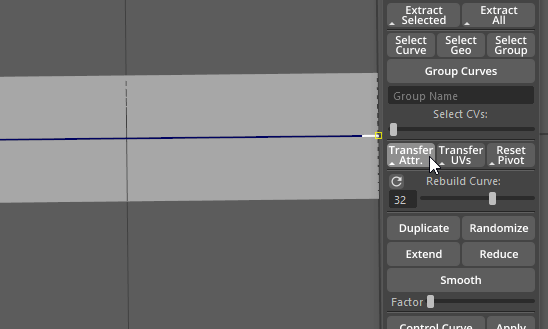 Extract Selected
Extract All
Select Curve
Select Geo
Select Group
Group Curves
Group Name
Select CVs:
Transfer Attr.
Transfer UVs
Reset Pivot
Rebuild Curve:
32
Duplicate
Randomize
Extend
Reduce
Smooth
Factor
Control Curve
Apply